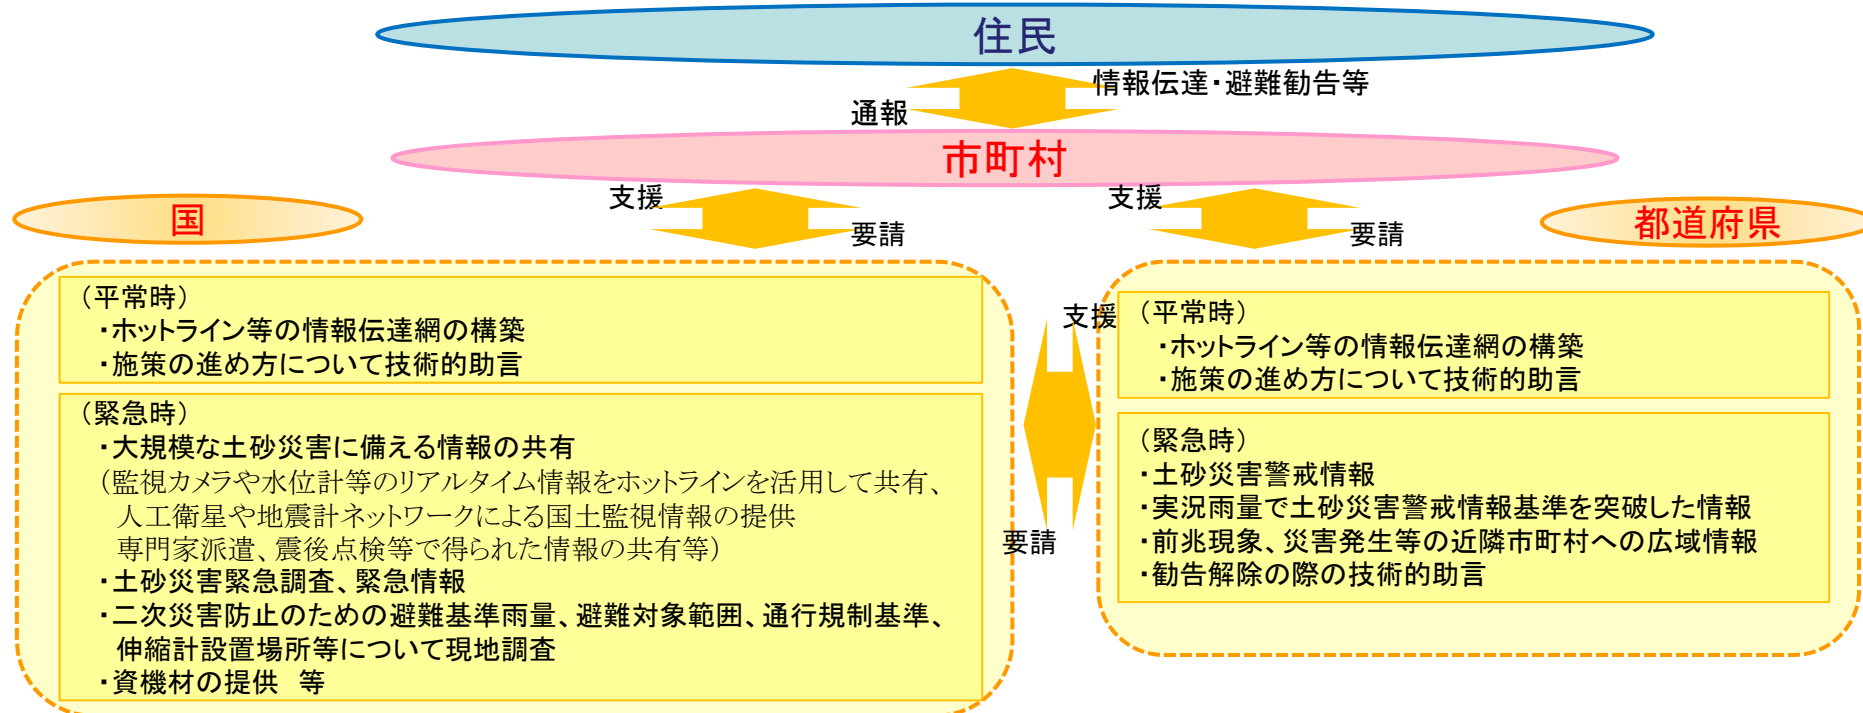 住民
情報伝達・避難勧告等
通報
市町村
支援
要請
支援
要請
国
都道府県
（平常時）
・ホットライン等の情報伝達網の構築
・施策の進め方について技術的助言
（緊急時）
・大規模な土砂災害に備える情報の共有
（監視カメラや水位計等のリアルタイム情報をホットラインを活用して共有、
人工衛星や地震計ネットワークによる国土監視情報の提供
専門家派遣、震後点検等で得られた情報の共有等）
・土砂災害緊急調査、緊急情報
・二次災害防止のための避難基準雨量、避難対象範囲、通行規制基準、
伸縮計設置場所等について現地調査
・資機材の提供　等
支援
要請
（平常時）
・ホットライン等の情報伝達網の構築
・施策の進め方について技術的助言
（緊急時）
・土砂災害警戒情報
・実況雨量で土砂災害警戒情報基準を突破した情報
・前兆現象、災害発生等の近隣市町村への広域情報
・勧告解除の際の技術的助言